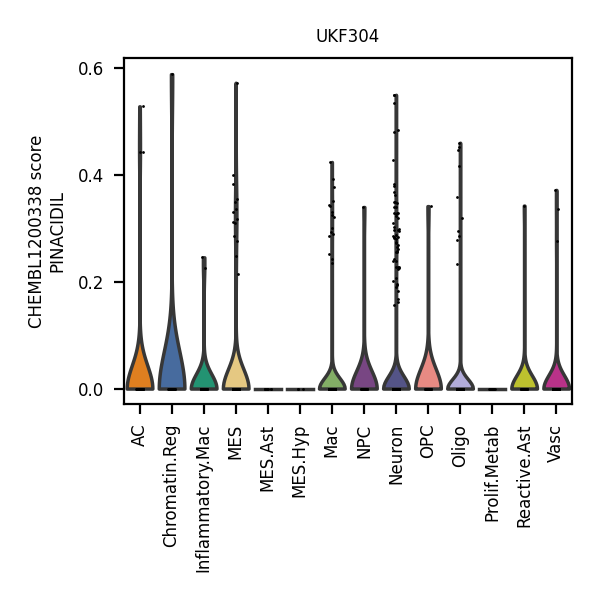 UKF304
CHEMBL1200338 score
PINACIDIL
0.6
0.4
0.2
0.0
AC
Chromatin.Reg
Inflammatory.Mac
MES
MES.Ast
MES.Hyp
Mac
NPC
Neuron
OPC
Oligo
Prolif.Metab
Reactive.Ast
Vasc